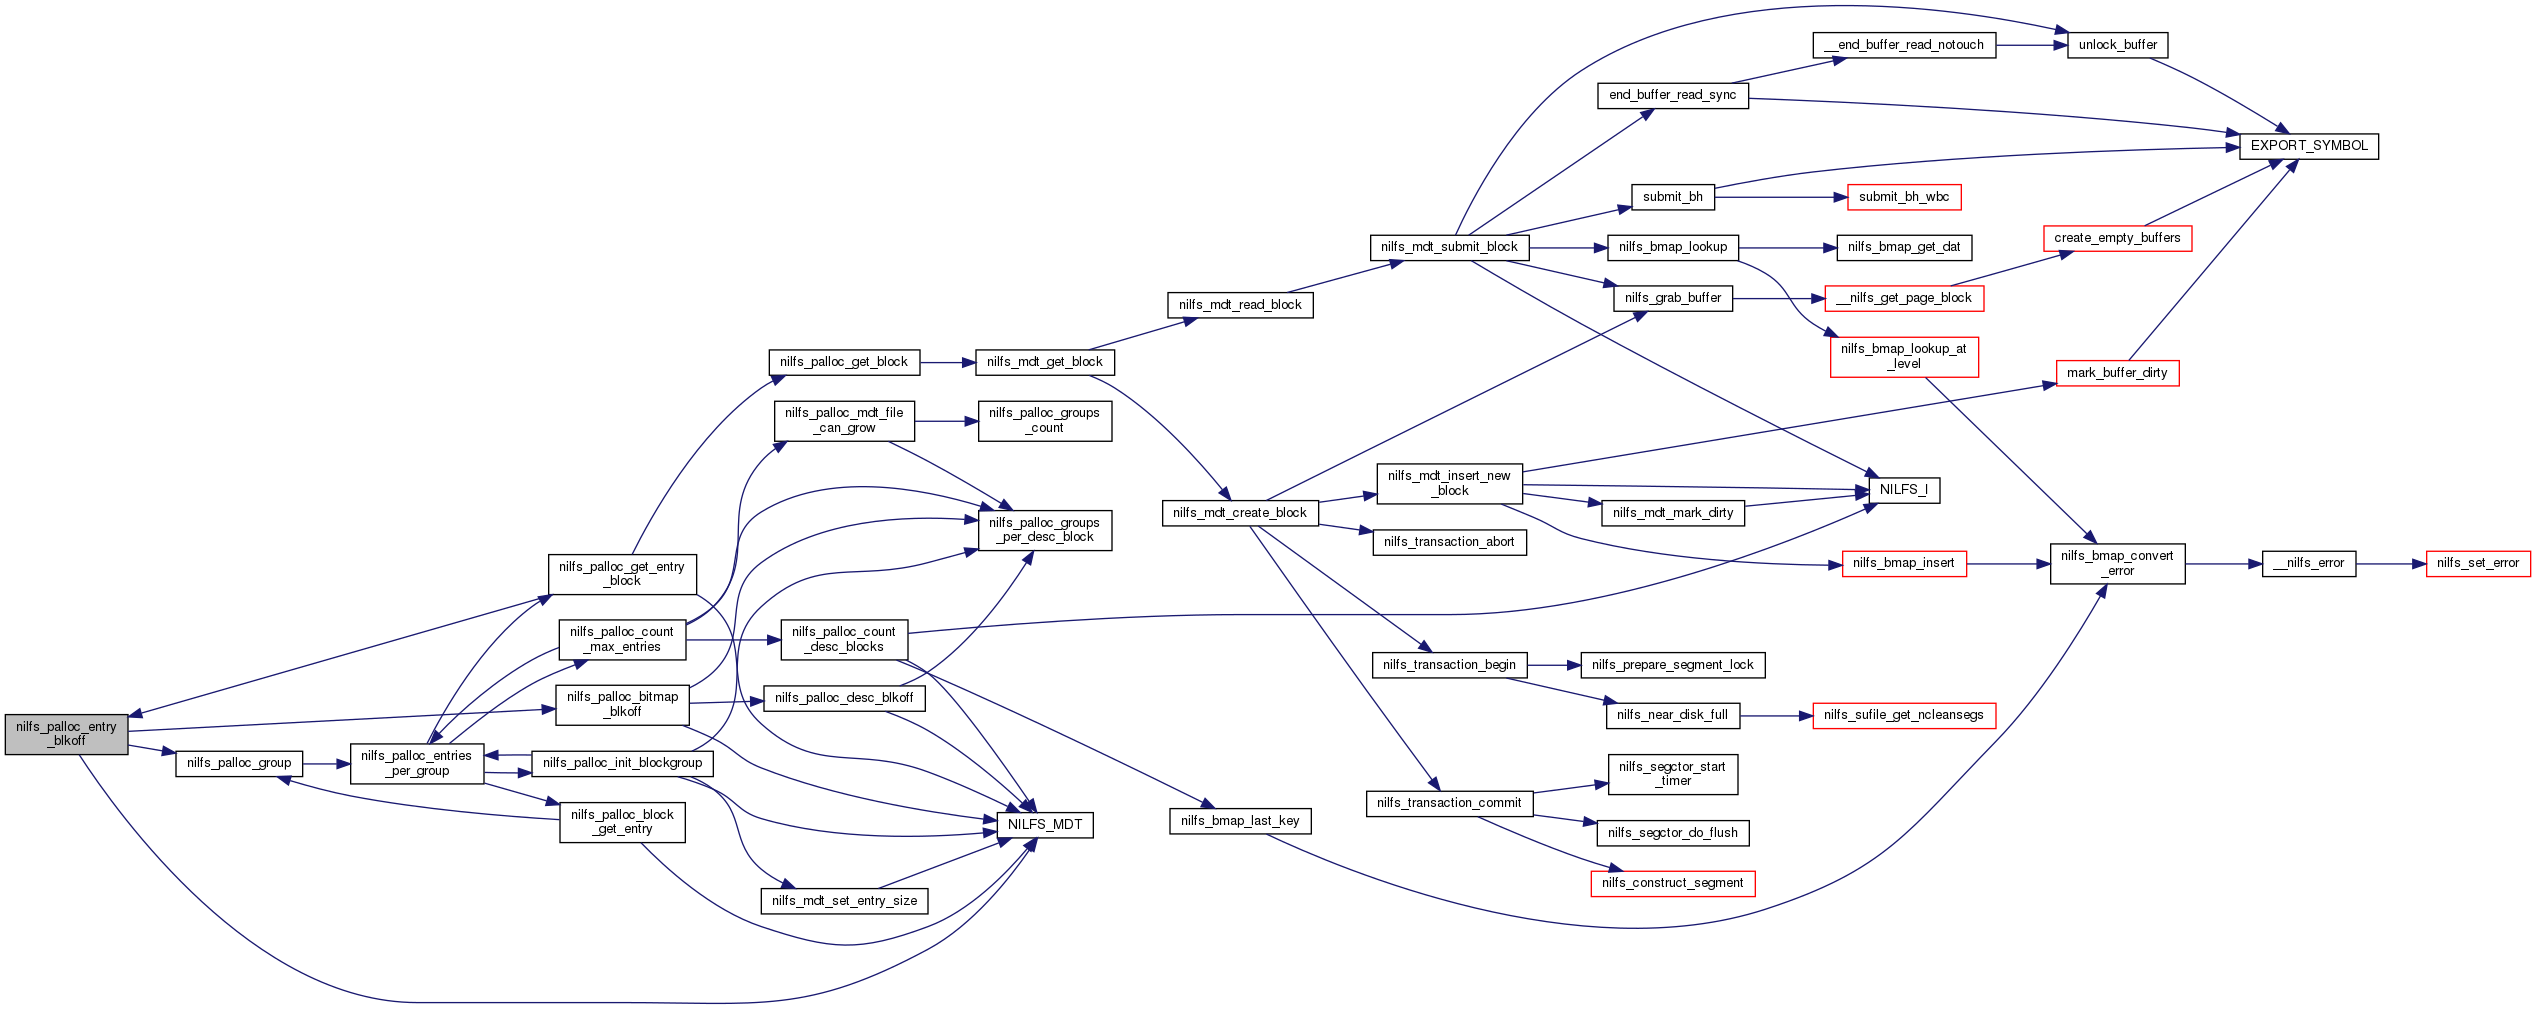 nilfs_palloc_entry
_blkoff
nilfs_palloc_group
nilfs_palloc_entries
_per_group
nilfs_palloc_get_entry
_block
nilfs_palloc_count
_max_entries
nilfs_palloc_bitmap
_blkoff
nilfs_palloc_init_blockgroup
nilfs_palloc_block
_get_entry
nilfs_palloc_get_block
nilfs_palloc_mdt_file
_can_grow
nilfs_palloc_count
_desc_blocks
nilfs_palloc_desc_blkoff
nilfs_mdt_set_entry_size
nilfs_mdt_get_block
nilfs_palloc_groups
_count
nilfs_palloc_groups
_per_desc_block
NILFS_MDT
nilfs_mdt_read_block
nilfs_mdt_create_block
nilfs_bmap_last_key
nilfs_mdt_submit_block
nilfs_mdt_insert_new
_block
nilfs_transaction_abort
nilfs_transaction_begin
nilfs_transaction_commit
end_buffer_read_sync
submit_bh
nilfs_bmap_lookup
nilfs_grab_buffer
nilfs_mdt_mark_dirty
nilfs_prepare_segment_lock
nilfs_near_disk_full
nilfs_segctor_start
_timer
nilfs_segctor_do_flush
nilfs_construct_segment
__end_buffer_read_notouch
submit_bh_wbc
nilfs_bmap_get_dat
__nilfs_get_page_block
nilfs_bmap_lookup_at
_level
NILFS_I
nilfs_bmap_insert
nilfs_sufile_get_ncleansegs
unlock_buffer
create_empty_buffers
mark_buffer_dirty
nilfs_bmap_convert
_error
EXPORT_SYMBOL
__nilfs_error
nilfs_set_error